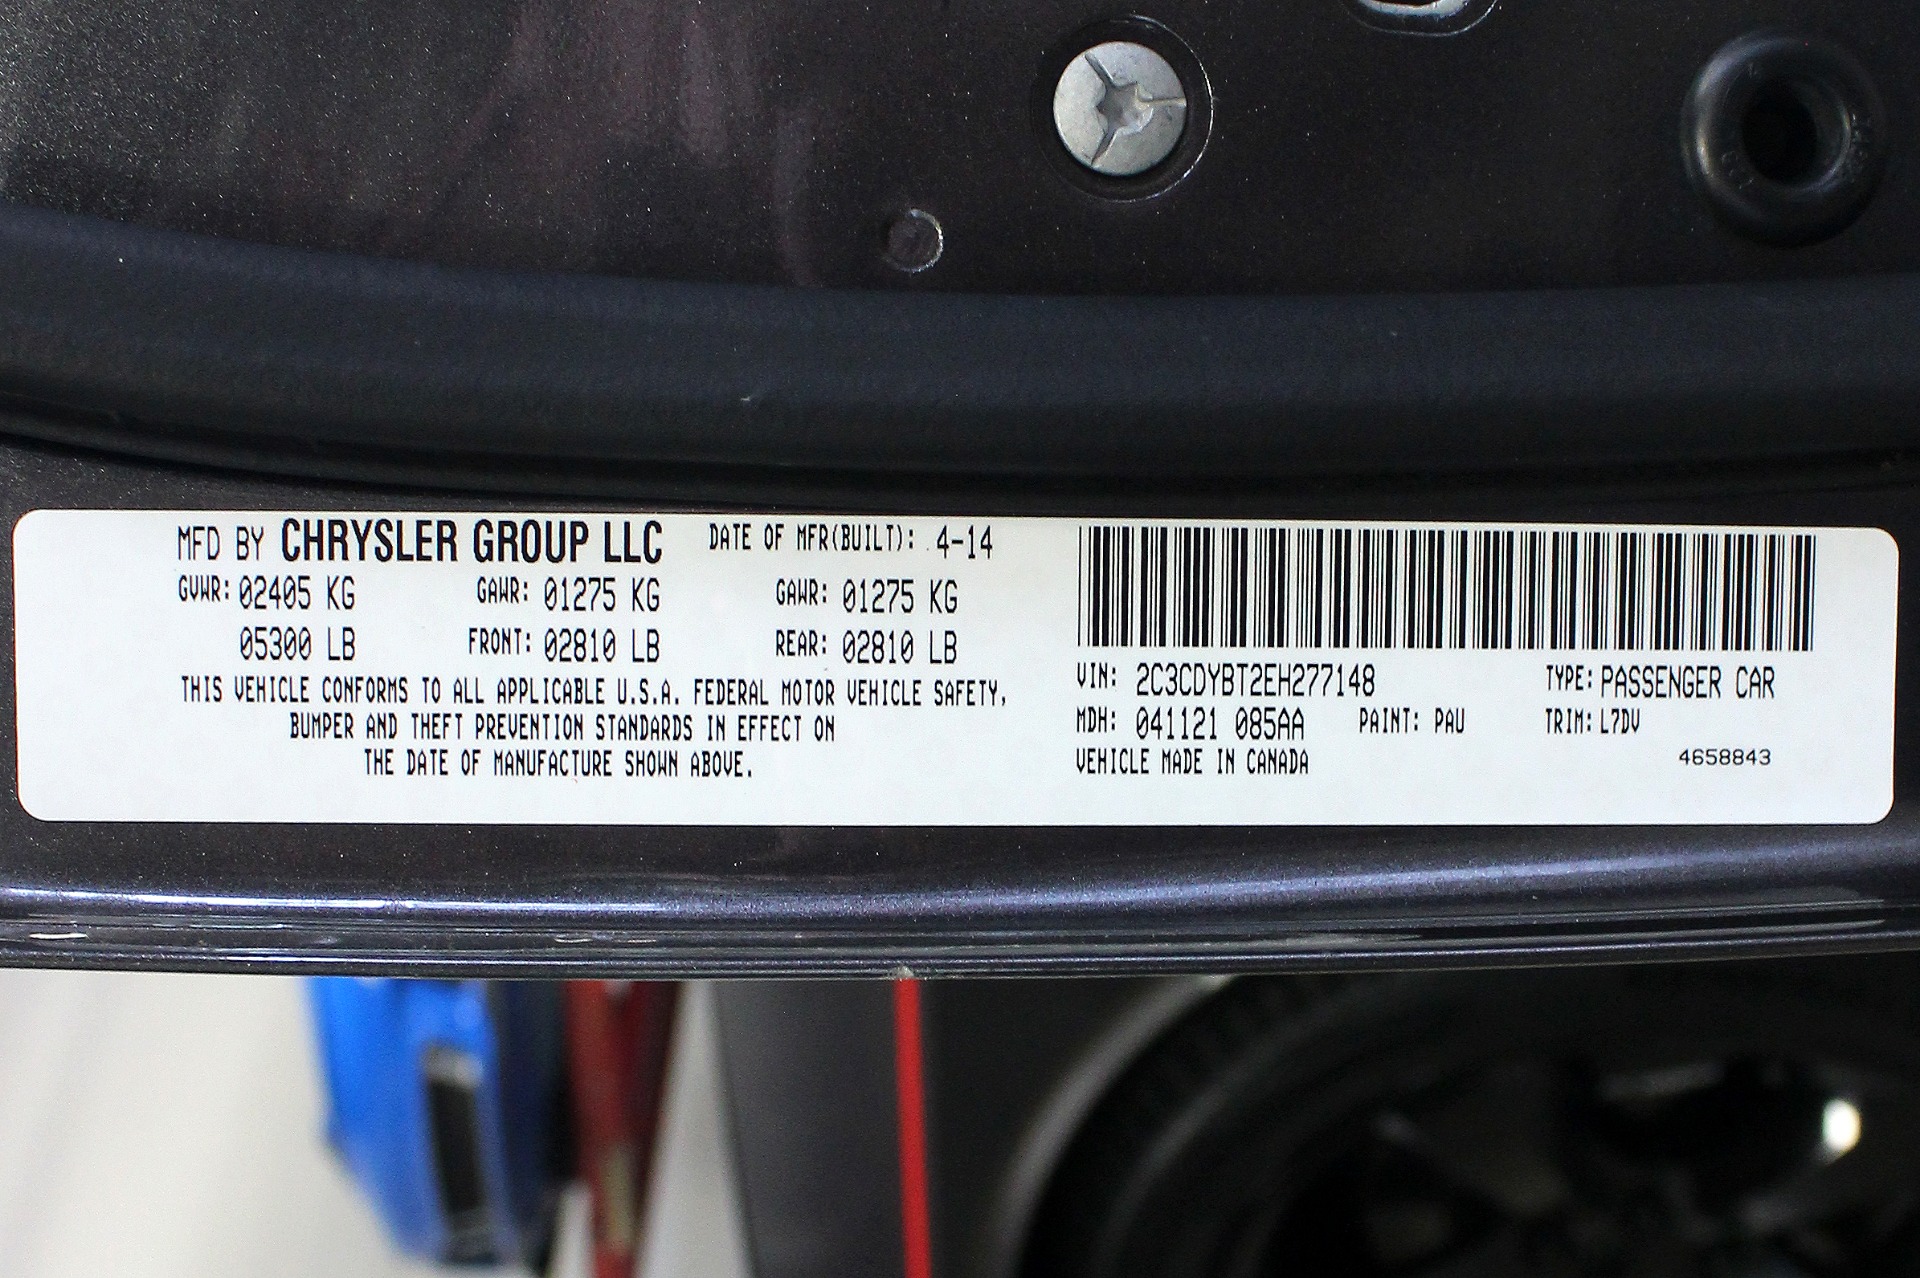 MFD BY CHRYSLER GROUP LLC DATE OF MFR(BUILT): 4-14
GVWR: 02405 KG GAWR: 01275 KG GAWR: 01275 KG
05300 LB FRONT: 02810 LB REAR: 02810 LB
THIS VEHICLE CONFORMS TO ALL APPLICABLE U.S.A. FEDERAL MOTOR VEHICLE SAFETY,
BUMPER AND THEFT PREVENTION STANDARDS IN EFFECT ON
THE DATE OF MANUFACTURE SHOWN ABOVE.
VIN: 2C3CDYBT2EH277148 TYPE: PASSENGER CAR
MDH: 041121 085AA PAINT: PAU TRIM: L7DV
VEHICLE MADE IN CANADA 4658843